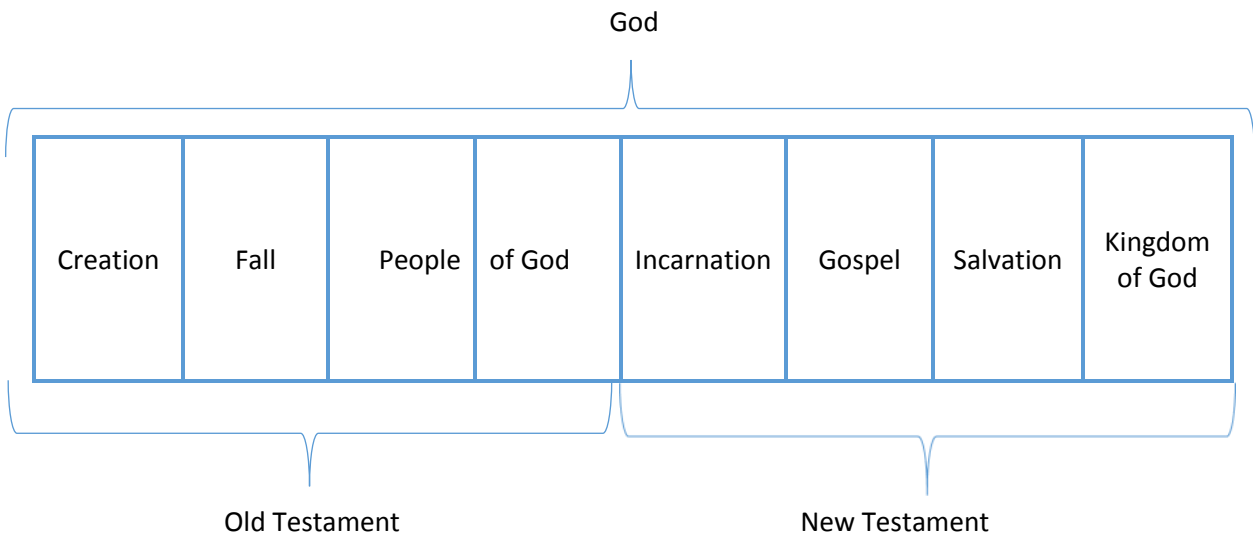 God
Creation
Fall
People of God
Incarnation
Gospel
Salvation
Kingdom
of God
Old Testament
New Testament